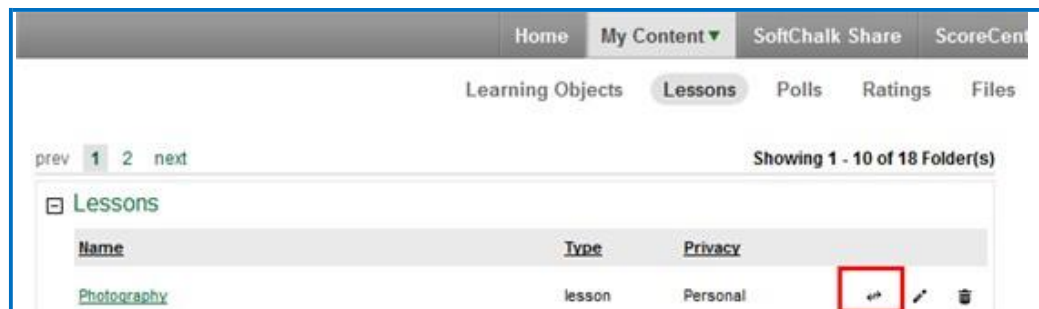 Home My Content ▾ SoftChalk Share ScoreCent
Learning Objects Lessons Polls Ratings Files
prev 1 2 next Showing 1 - 10 of 18 Folder(s)
Lessons
Name Type Privacy
Photography lesson Personal